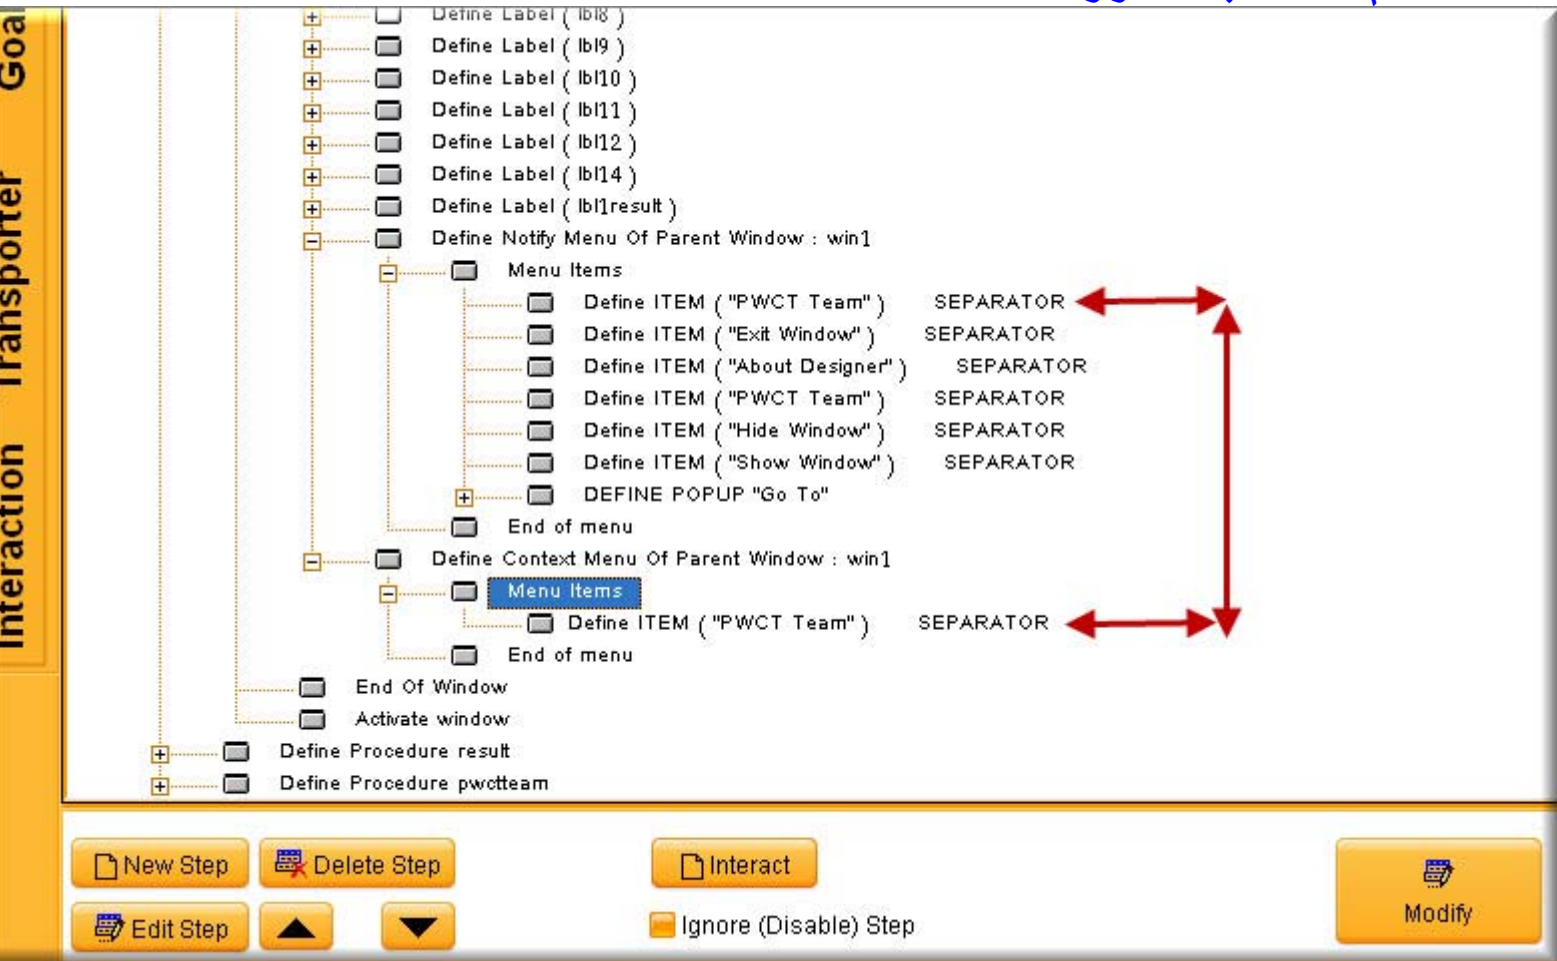 Goal
Transporter
Interaction
Define Label ( lbl8 )
Define Label ( lbl9 )
Define Label ( lbl10 )
Define Label ( lbl11 )
Define Label ( lbl12 )
Define Label ( lbl14 )
Define Label ( lbl1result )
Define Notify Menu Of Parent Window : win1
Menu Items
Define ITEM ( "PWCT Team" ) SEPARATOR
Define ITEM ( "Exit Window" ) SEPARATOR
Define ITEM ( "About Designer" ) SEPARATOR
Define ITEM ( "PWCT Team" ) SEPARATOR
Define ITEM ( "Hide Window" ) SEPARATOR
Define ITEM ( "Show Window" ) SEPARATOR
DEFINE POPUP "Go To"
End of menu
Define Context Menu Of Parent Window : win1
Menu Items
Define ITEM ( "PWCT Team" ) SEPARATOR
End of menu
End Of Window
Activate window
Define Procedure result
Define Procedure pwctteam
New Step Delete Step Interact
Edit Step Ignore (Disable) Step
Modify